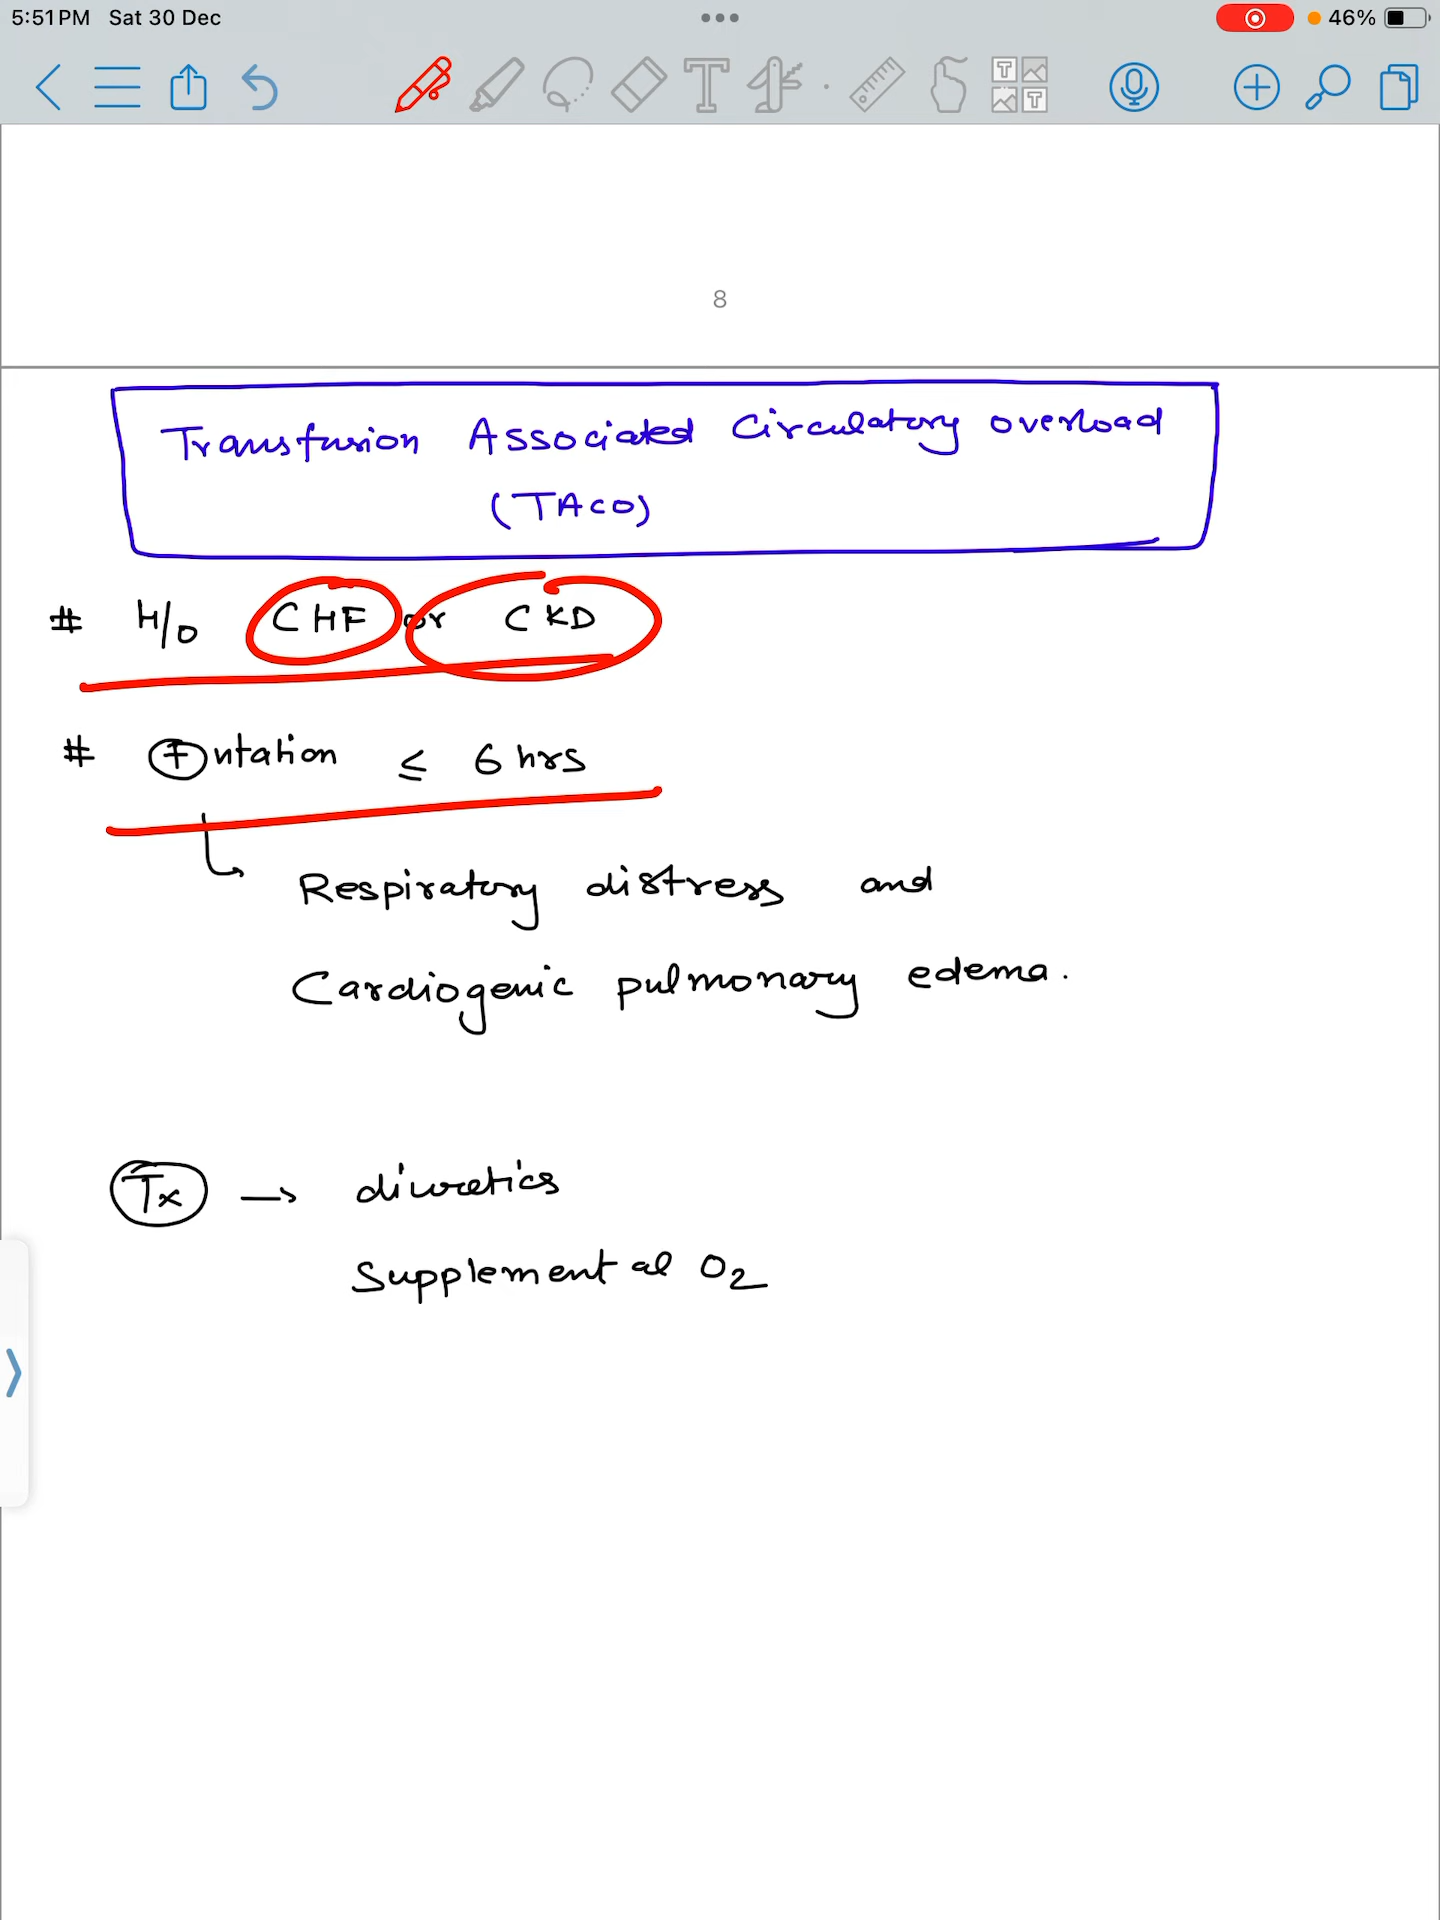 5:51 PM Sat 30 Dec
46%
8
Transfusion Associated Circulatory overload
(TACO)
# H/O CHF or CKD
# ⊕ntation ≤ 6 hrs
Respiratory distress and
Cardiogenic pulmonary edema.
Tx → diuretics
Supplemental O2